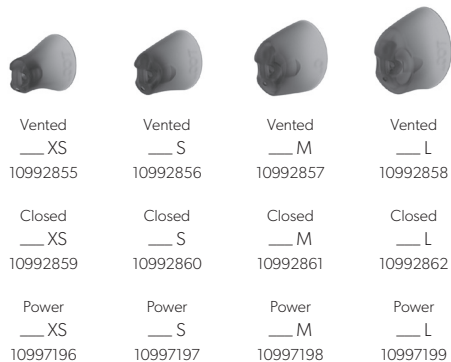 Vented Vented Vented Vented
___ XS ___ S ___ M ___ L
10992855 10992856 10992857 10992858
Closed Closed Closed Closed
___ XS ___ S ___ M ___ L
10992859 10992860 10992861 10992862
Power Power Power Power
___ XS ___ S ___ M ___ L
10997196 10997197 10997198 10997199